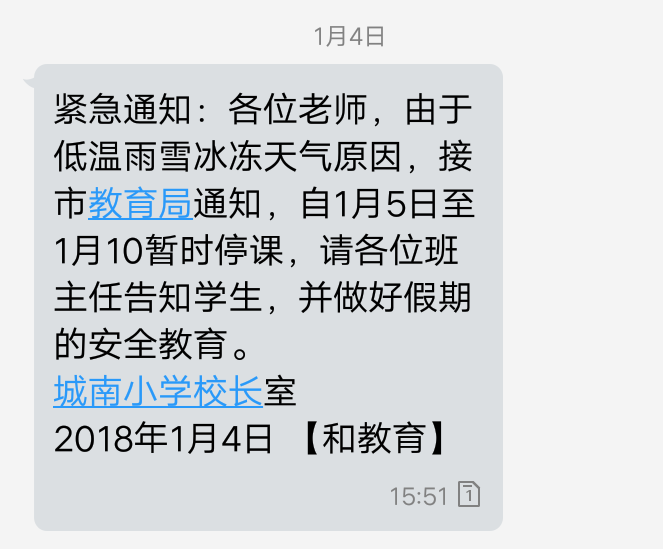 1月4日
紧急通知：各位老师，由于
低温雨雪冰冻天气原因，接
市教育局通知，自1月5日至
1月10暂时停课，请各位班
主任告知学生，并做好假期
的安全教育。
城南小学校长室
2018年1月4日 【和教育】
15:51 1